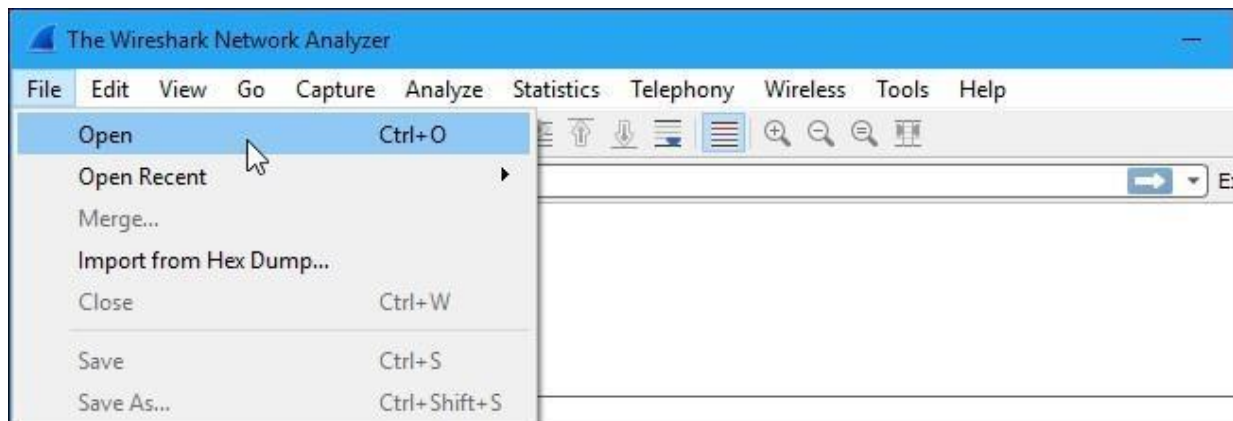 The Wireshark Network Analyzer
File Edit View Go Capture Analyze Statistics Telephony Wireless Tools Help
Open Ctrl+O
Open Recent
Merge...
Import from Hex Dump...
Close Ctrl+W
Save Ctrl+S
Save As... Ctrl+Shift+S